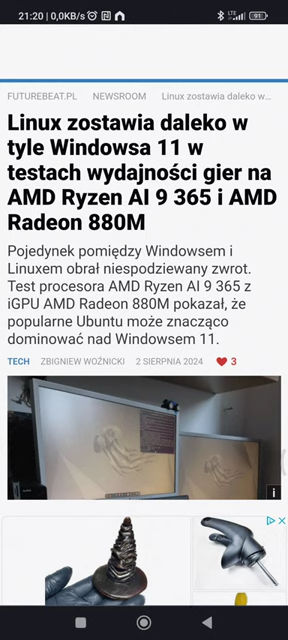 21:20 | 0,0KB/s
LTE
91
FUTUREBEAT.PL NEWSROOM Linux zostawia daleko w...
Linux zostawia daleko w
tyle Windowsa 11 w
testach wydajności gier na
AMD Ryzen AI 9 365 i AMD
Radeon 880M
Pojedynek pomiędzy Windowsem i
Linuxem obrał niespodziewany zwrot.
Test procesora AMD Ryzen AI 9 365 z
iGPU AMD Radeon 880M pokazał, że
popularne Ubuntu może znacząco
dominować nad Windowsem 11.
TECH ZBIGNIEW WOŹNICKI 2 SIERPNIA 2024 3